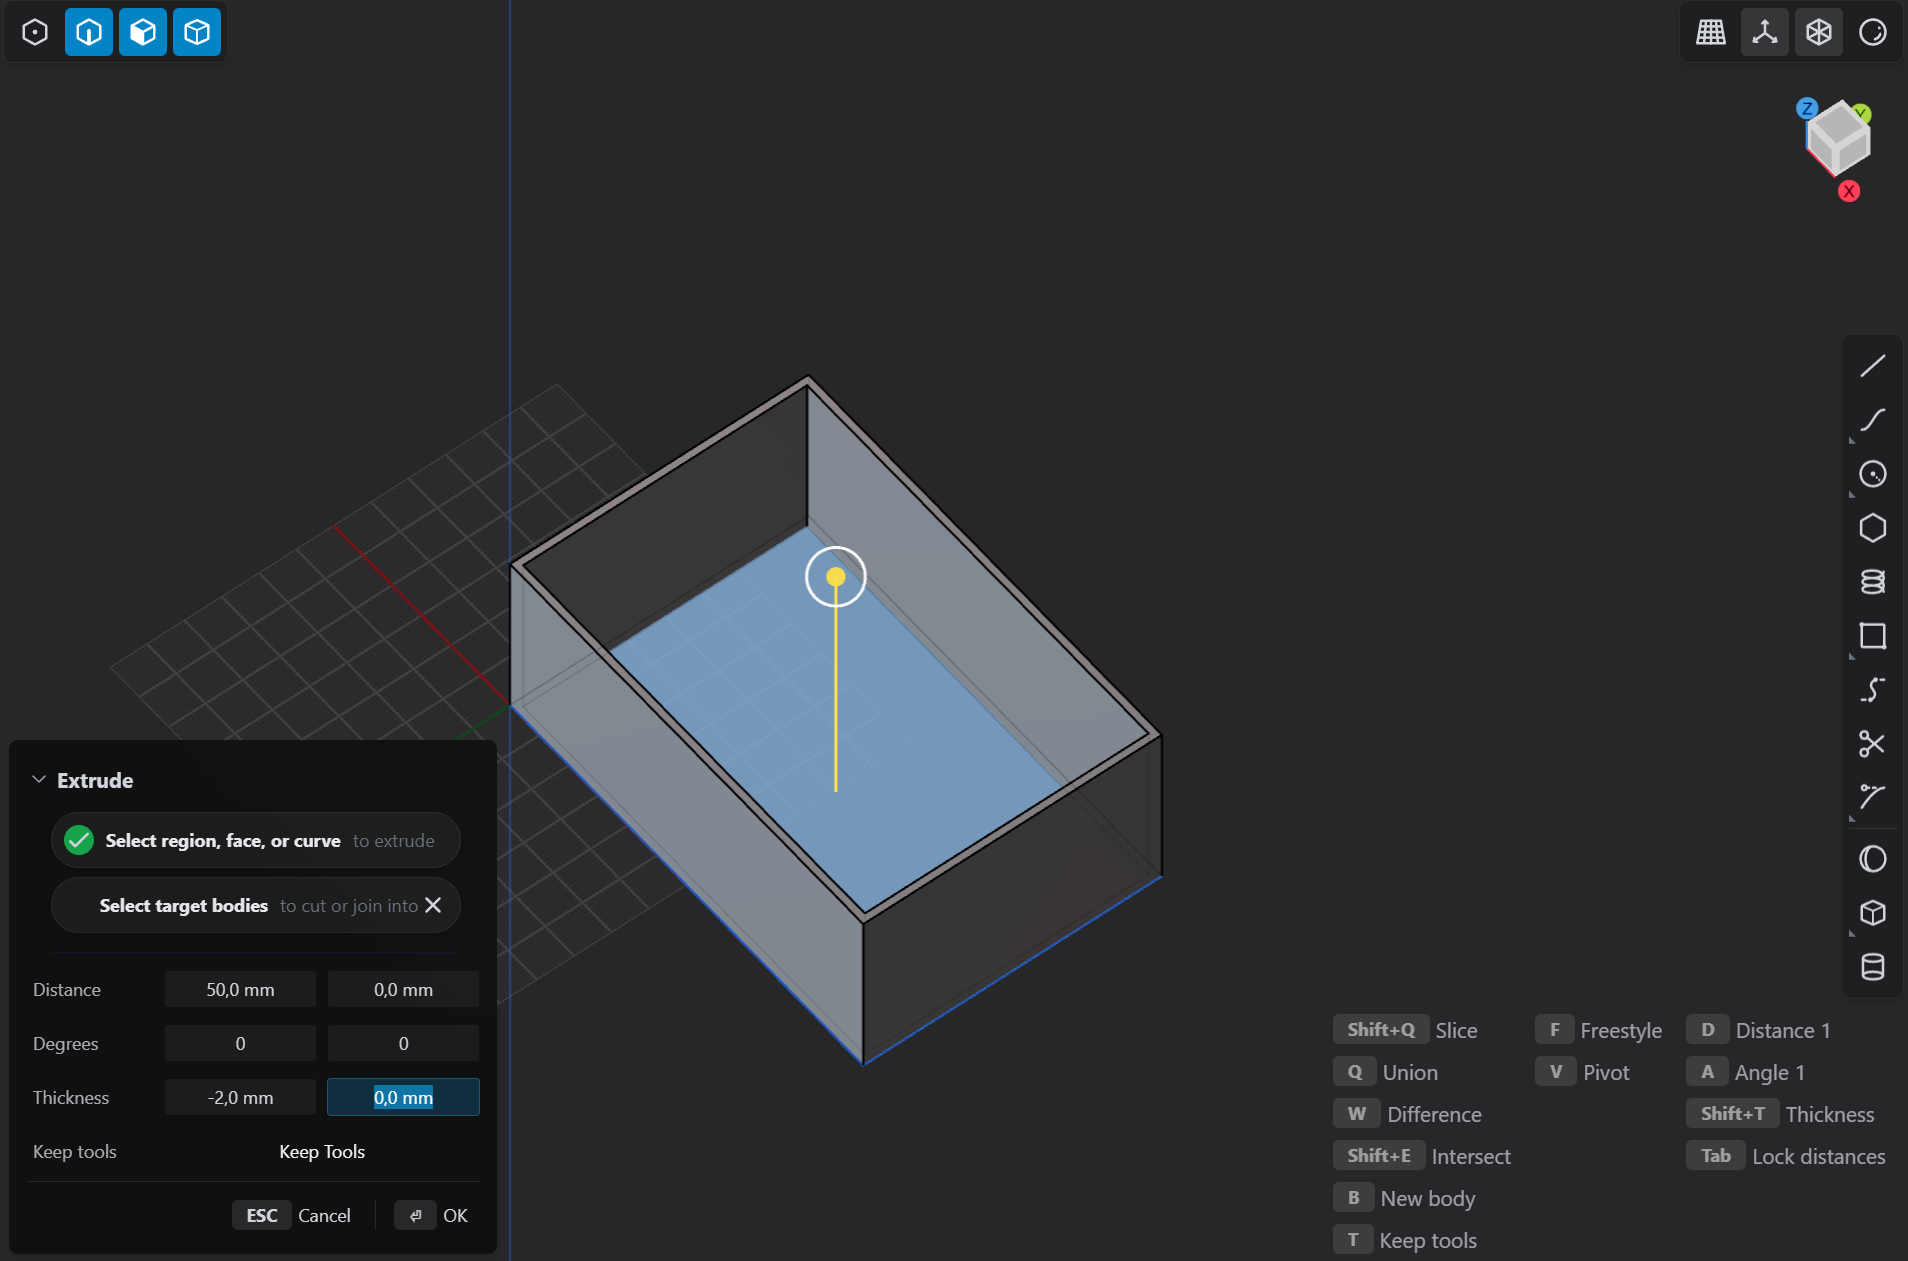 Z
Y
X
Extrude
Select region, face, or curve to extrude
Select target bodies to cut or join into
Distance 50,0 mm 0,0 mm
Degrees 0 0
Thickness -2,0 mm 0,0 mm
Keep tools Keep Tools
ESC Cancel OK
Shift+Q Slice F Freestyle D Distance 1
Q Union V Pivot A Angle 1
W Difference Shift+T Thickness
Shift+E Intersect Tab Lock distances
B New body
T Keep tools